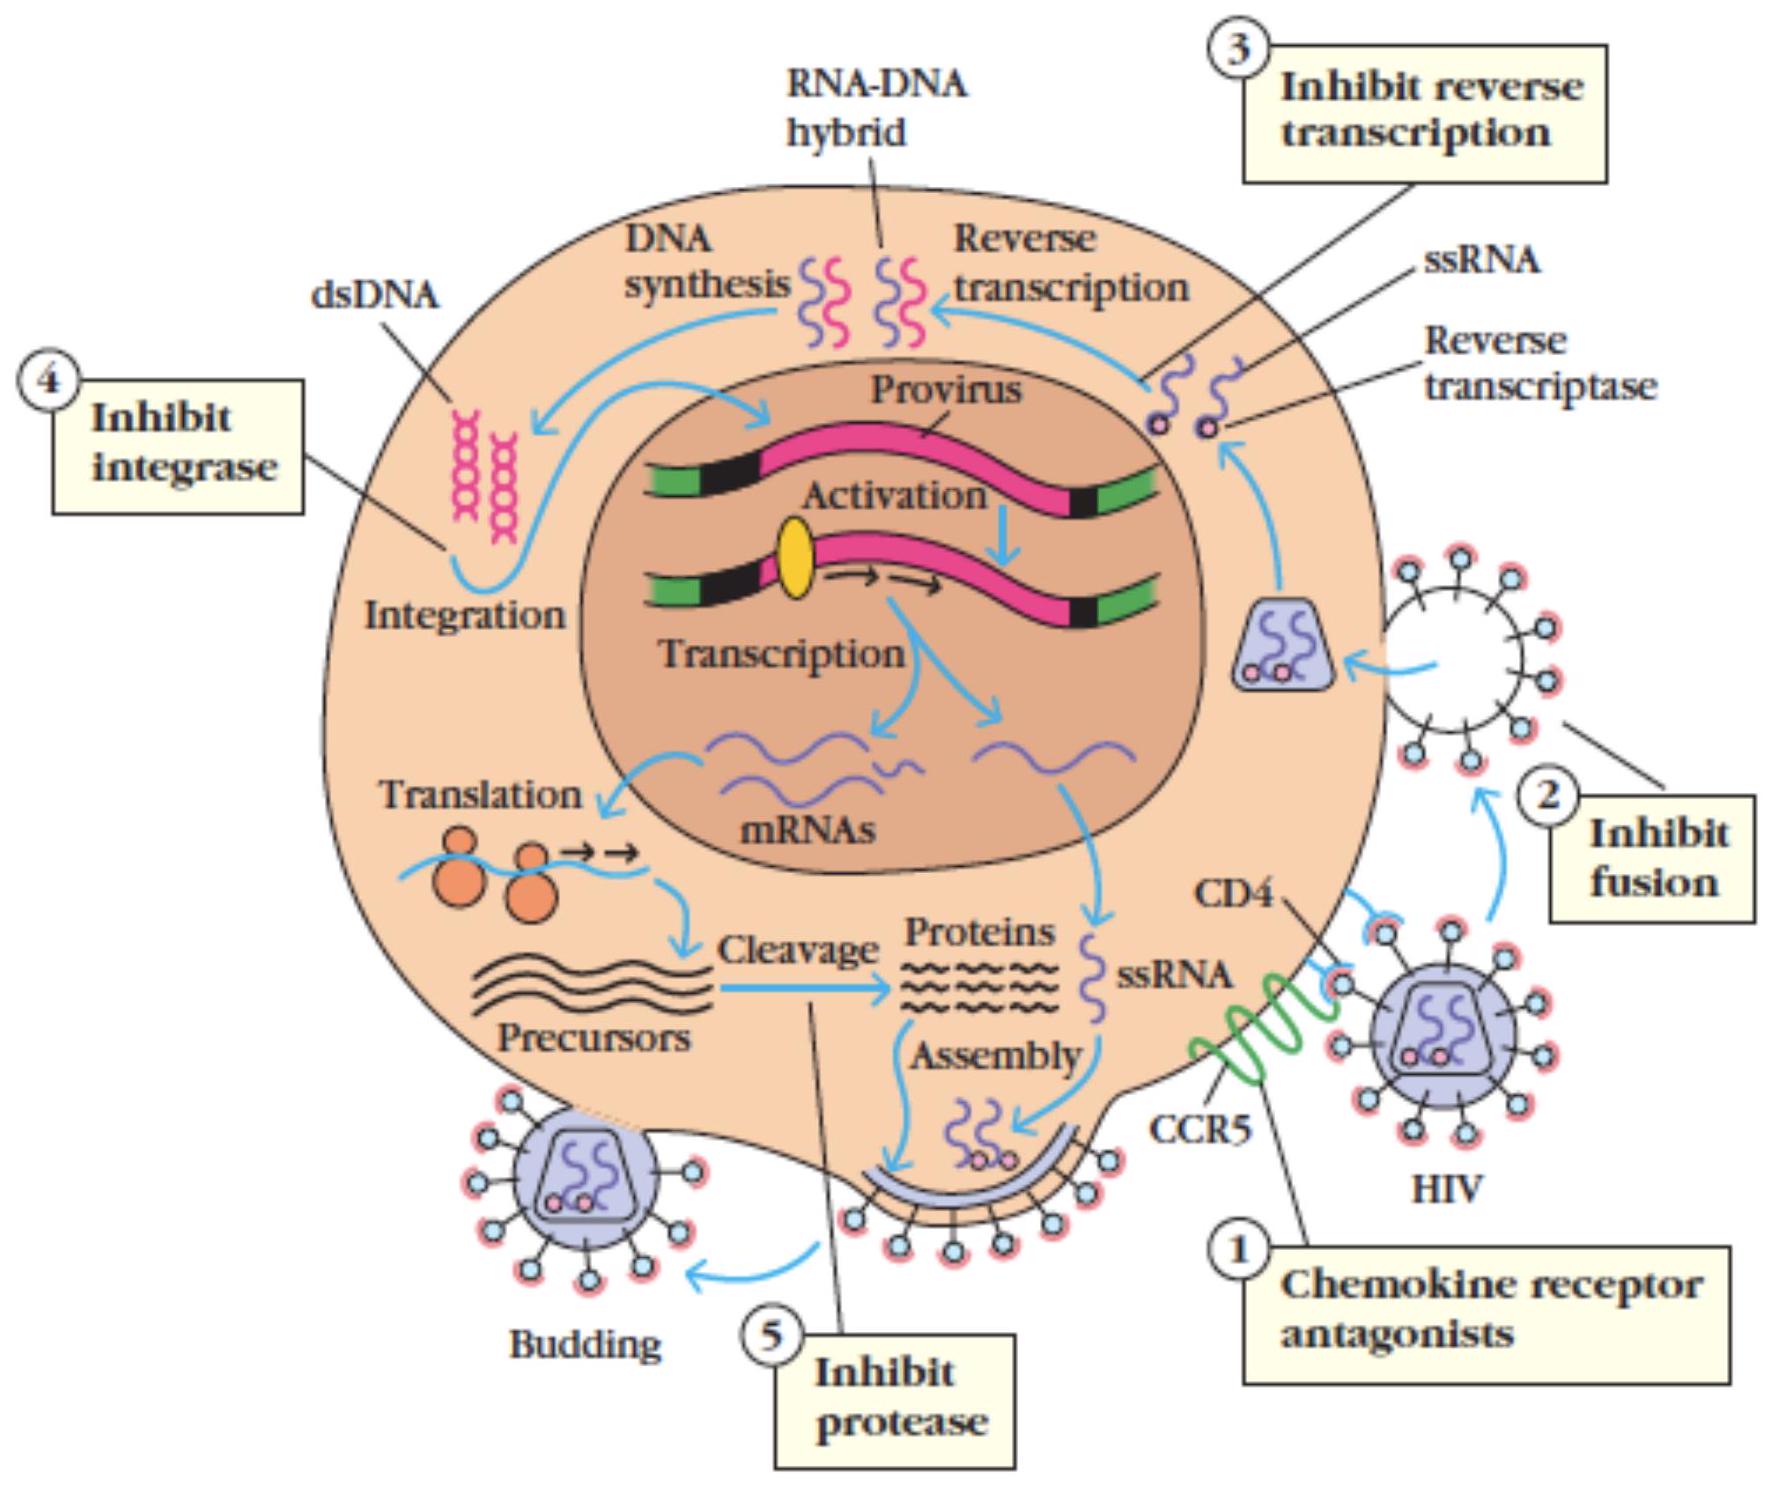 3
Inhibit reverse
transcription
RNA-DNA
hybrid
DNA
synthesis
Reverse
transcription
ssRNA
dsDNA
Reverse
transcriptase
4
Inhibit
integrase
Provirus
Activation
Integration
Transcription
2
Inhibit
fusion
Translation
mRNAs
CD4
Cleavage
Proteins
ssRNA
Precursors
Assembly
CCR5
HIV
1
Chemokine receptor
antagonists
Budding
5
Inhibit
protease